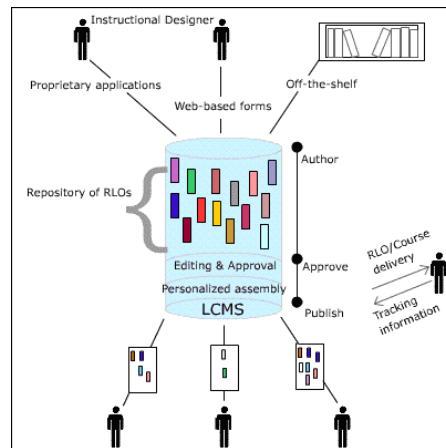 Instructional Designer
Proprietary applications
Web-based forms
Off-the-shelf
Author
Repository of RLOs
RLO/Course
delivery
Editing & Approval
Approve
Personalized assembly
Tracking
information
LCMS
Publish